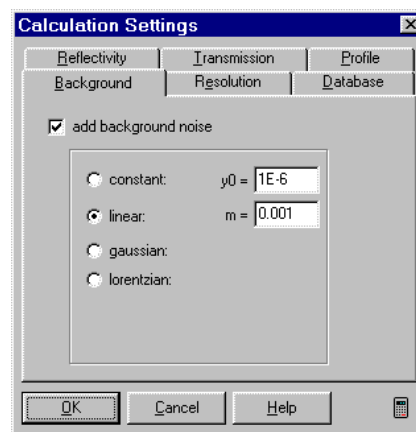 Calculation Settings
Reflectivity Transmission Profile
Background Resolution Database
add background noise
constant: y0 = 1E-6
linear: m = 0.001
gaussian:
lorentzian:
OK Cancel Help